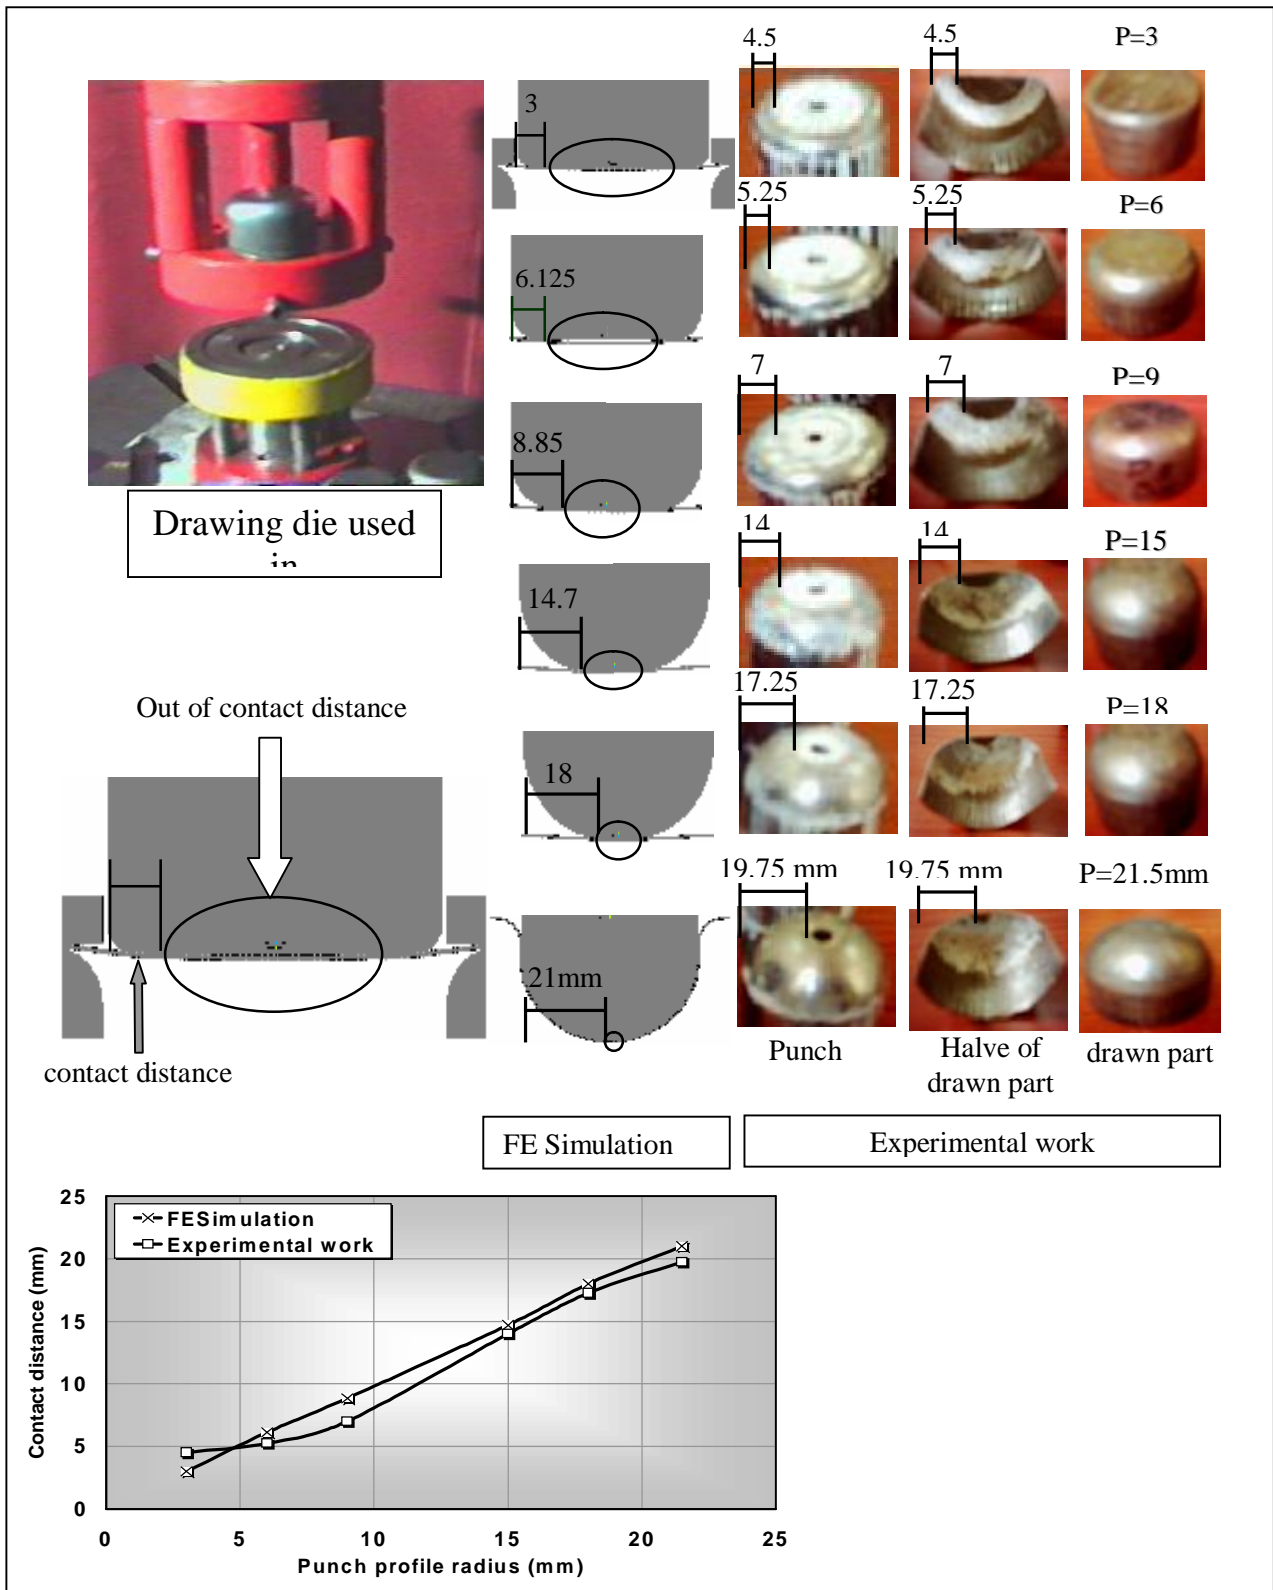 4.5
4.5
P=3
3
5.25
5.25
P=6
6.125
7
7
P=9
8.85
Drawing die used
in
14
14
P=15
14.7
Out of contact distance
17.25
17.25
P=18
18
19.75 mm
19.75 mm
P=21.5mm
21mm
contact distance
Punch
Halve of
drawn part
drawn part
FE Simulation
Experimental work
25
20
15
10
5
0
Contact distance (mm)
FESimulation
Experimental work
0 5 10 15 20 25
Punch profile radius (mm)